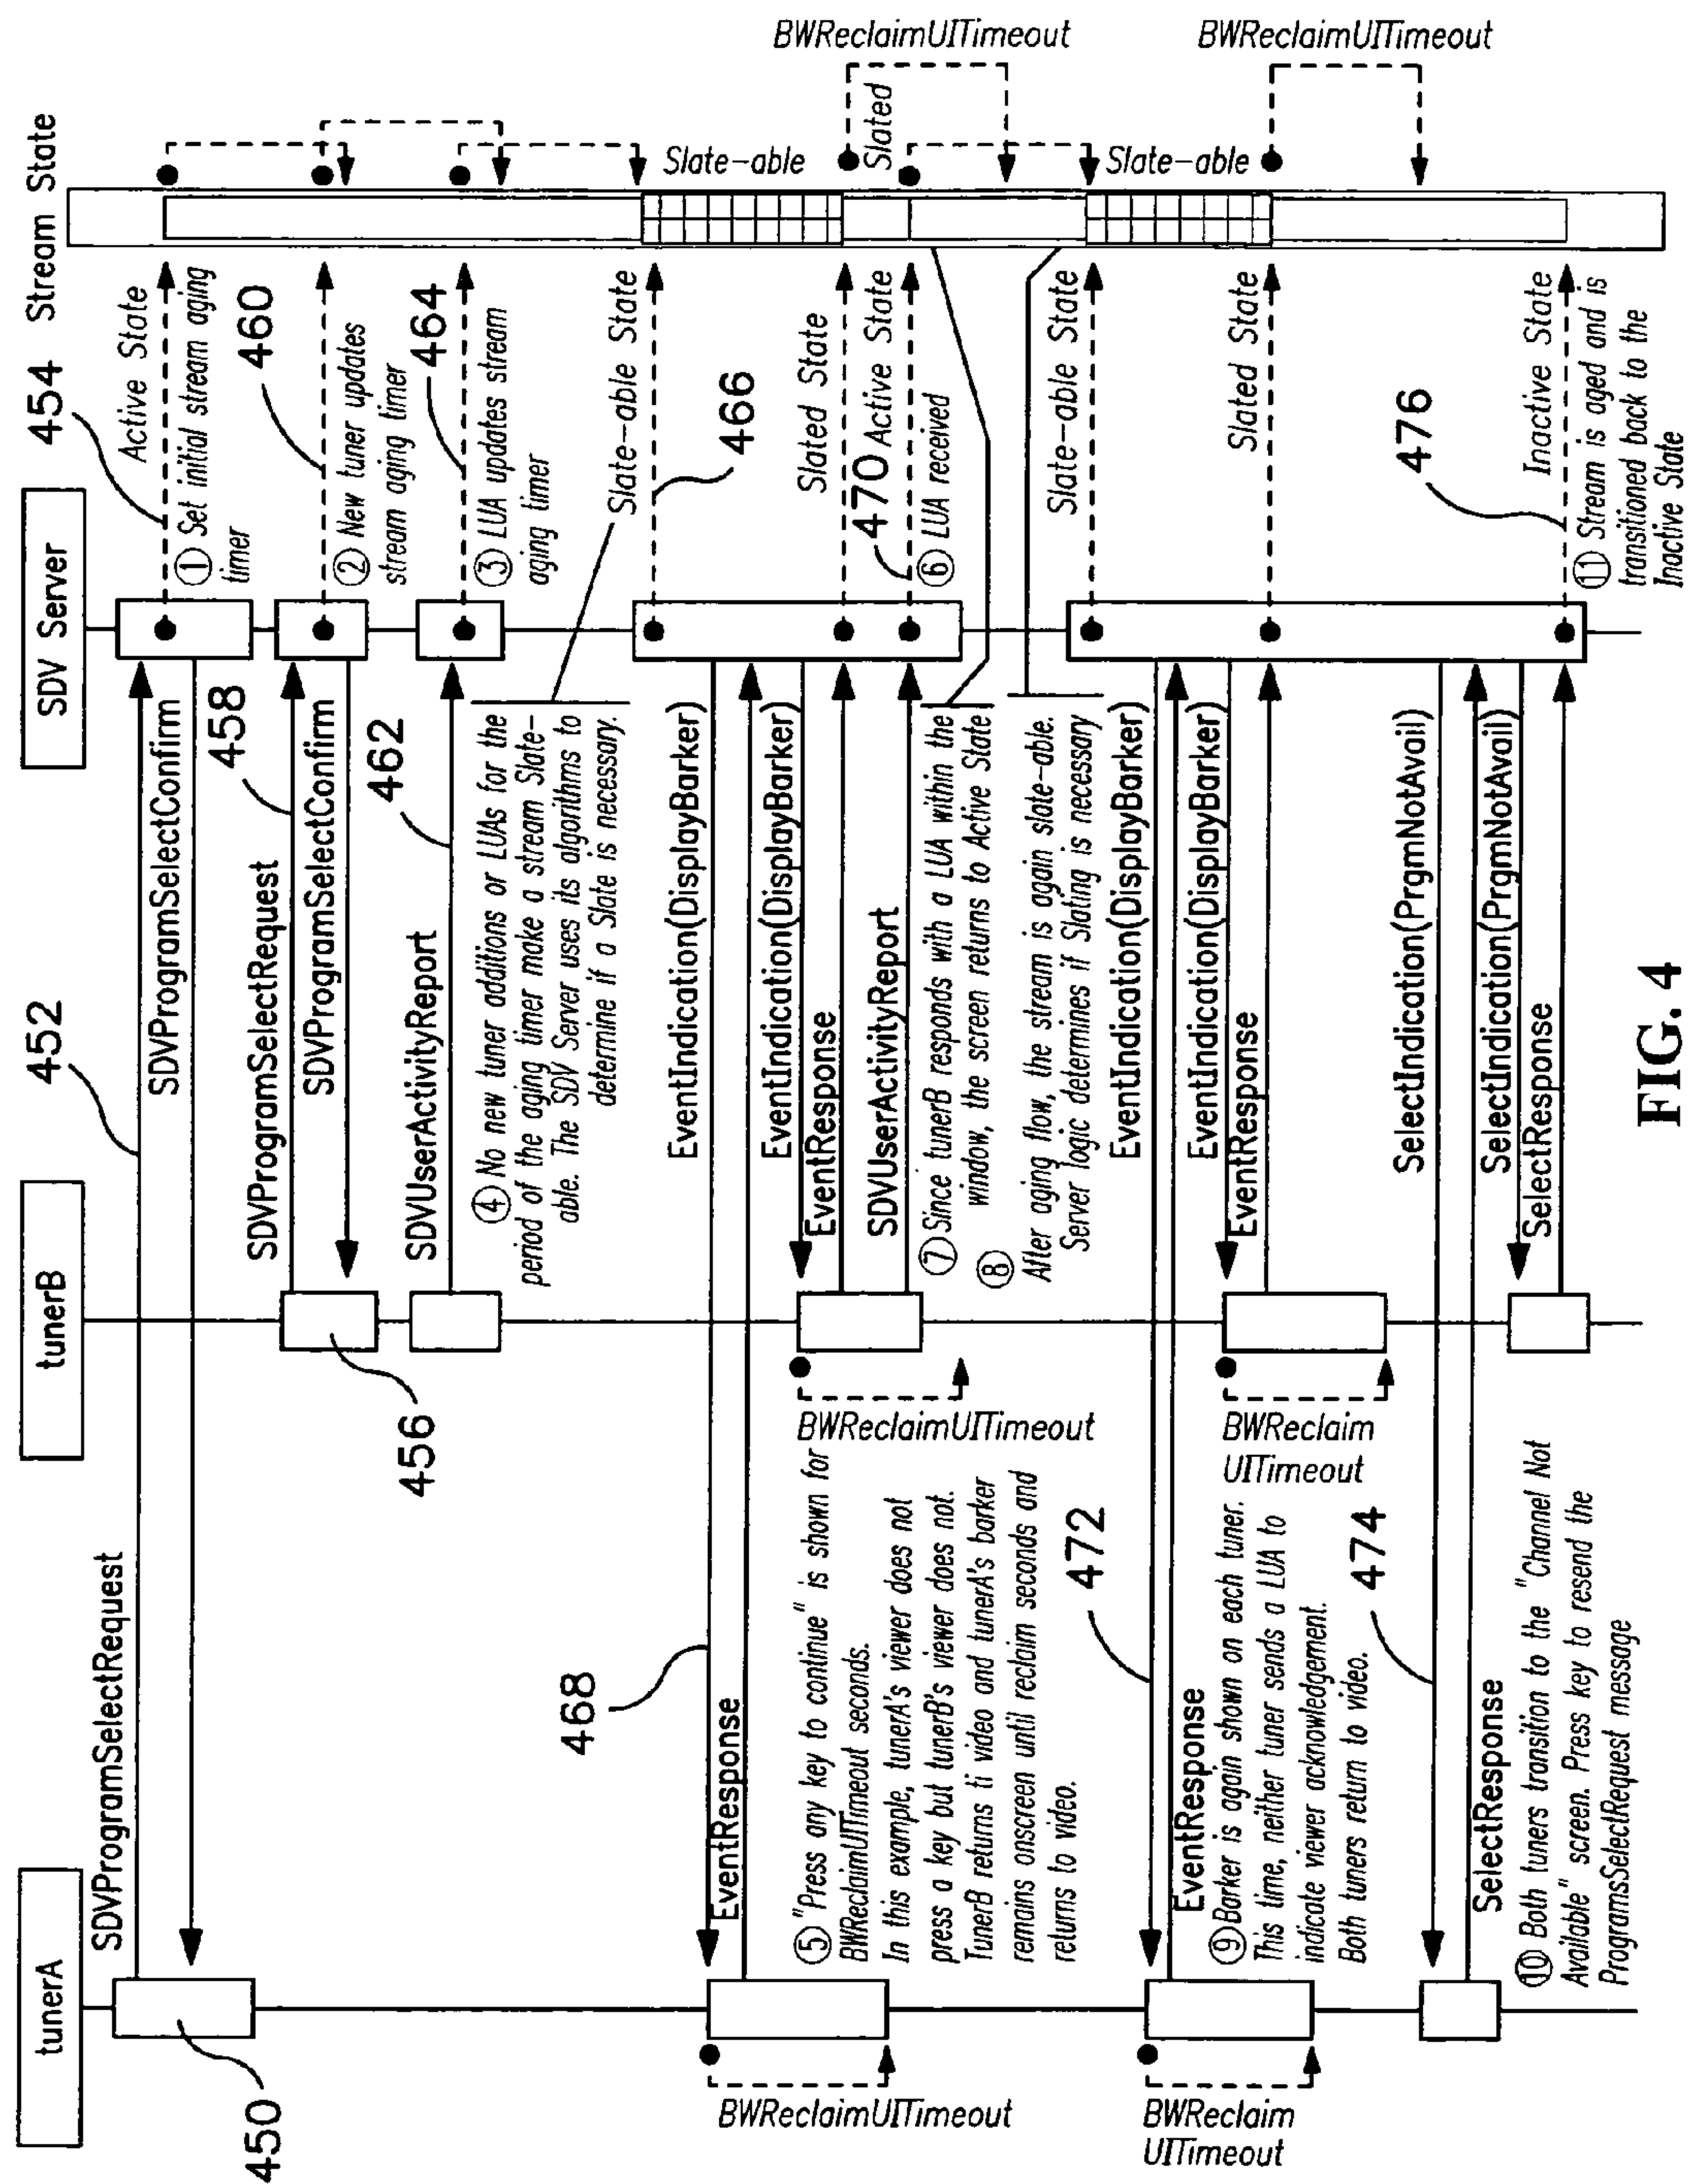 tunerA
tunerB
SDV Server
Stream State
450
452
454
SDVProgramSelectRequest
SDVProgramSelectConfirm
Active State
① Set initial stream aging
timer
456
458
460
SDVProgramSelectRequest
SDVProgramSelectConfirm
② New tuner updates
stream aging timer
462
464
SDVUserActivityReport
③ LUA updates stream
aging timer
④ No new tuner additions or LUAs for the
period of the aging timer make a stream Slate-
able. The SDV Server uses its algorithms to
determine if a Slate is necessary.
Slate-able State
466
Slate-able
468
EventIndication(DisplayBarker)
EventResponse
EventIndication(DisplayBarker)
EventResponse
Slated State
Slated
BWReclaimUITimeout
SDVUserActivityReport
470
Active State
⑥ LUA received
BWReclaimUITimeout
BWReclaimUITimeout
⑤ "Press any key to continue" is shown for
BWReclaimUITimeout seconds.
In this example, tunerA's viewer does not
press a key but tunerB's viewer does not.
TunerB returns ti video and tunerA's barker
remains onscreen until reclaim seconds and
returns to video.
⑦ Since tunerB responds with a LUA within the
window, the screen returns to Active State
⑧
After aging flow, the stream is again slate-able.
Server logic determines if Slating is necessary
Slate-able State
Slate-able
472
EventIndication(DisplayBarker)
EventResponse
EventIndication(DisplayBarker)
EventResponse
Slated State
BWReclaimUITimeout
BWReclaim
UITimeout
BWReclaim
UITimeout
⑨ Barker is again shown on each tuner.
This time, neither tuner sends a LUA to
indicate viewer acknowledgement.
Both tuners return to video.
474
SelectIndication(PrgmNotAvail)
SelectResponse
SelectIndication(PrgmNotAvail)
SelectResponse
476
Inactive State
⑩ Both tuners transition to the "Channel Not
Available" screen. Press key to resend the
ProgramsSelectRequest message
⑪ Stream is aged and is
transitioned back to the
Inactive State
FIG. 4